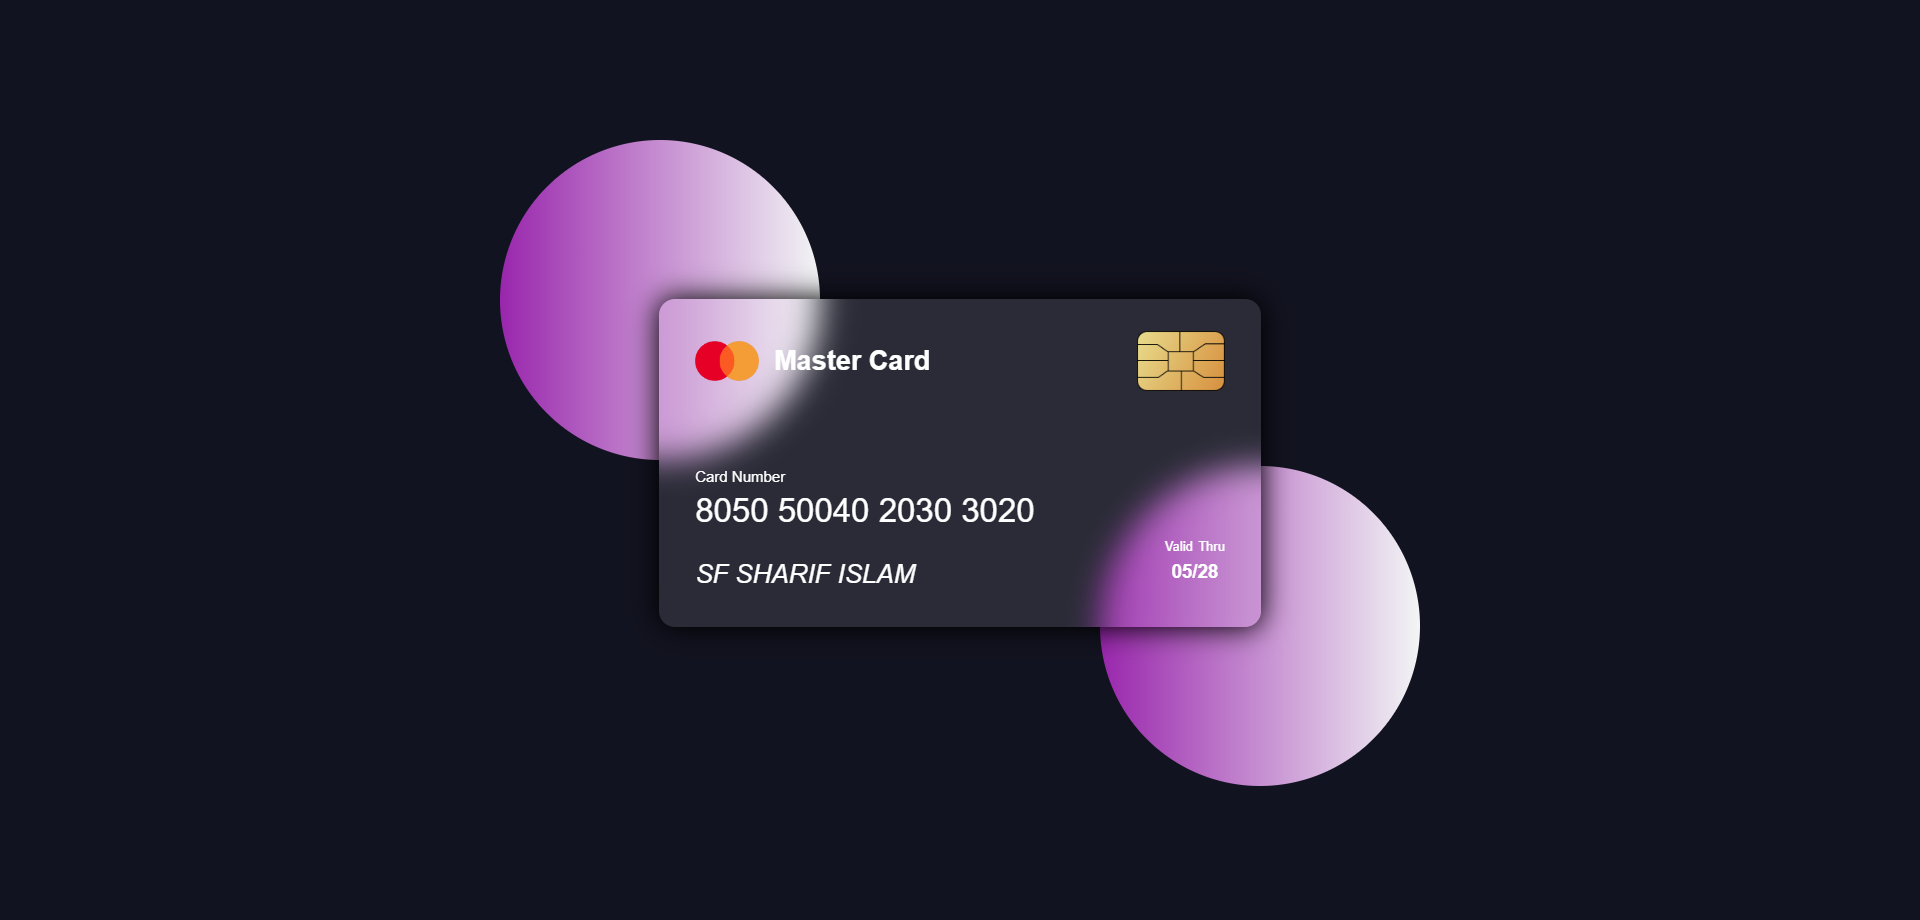 Master Card
Card Number
8050 50040 2030 3020
Valid Thru
05/28
SF SHARIF ISLAM